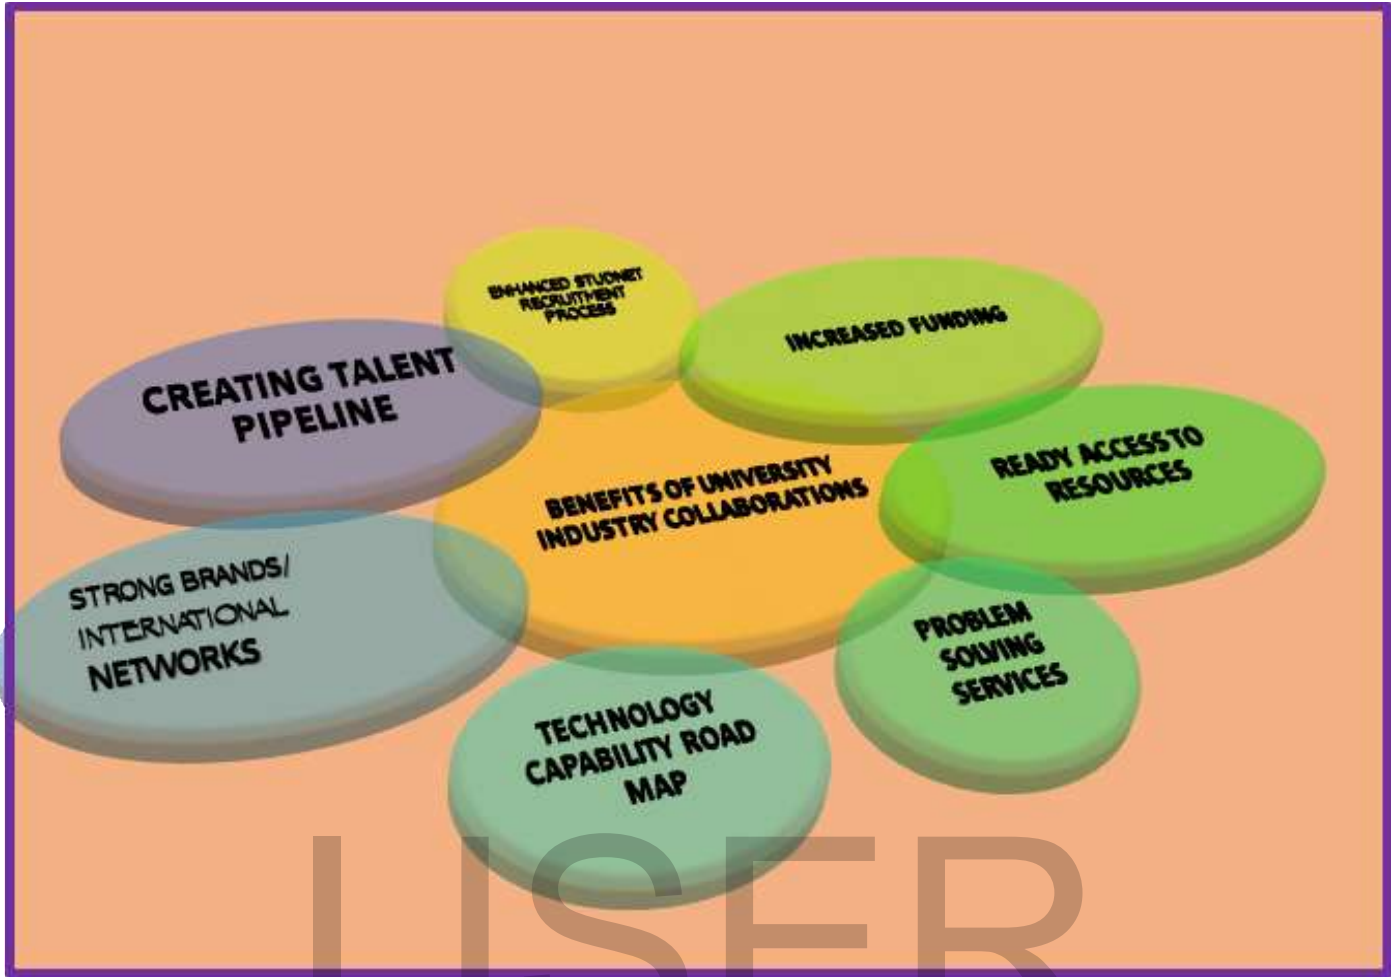 ENHANCED STUDNET
RECRUITMENT
PROCESS
INCREASED FUNDING
CREATING TALENT
PIPELINE
READY ACCESS TO
RESOURCES
BENEFITS OF UNIVERSITY
INDUSTRY COLLABORATIONS
STRONG BRANDS/
INTERNATIONAL
NETWORKS
PROBLEM
SOLVING
SERVICES
TECHNOLOGY
CAPABILITY ROAD
MAP